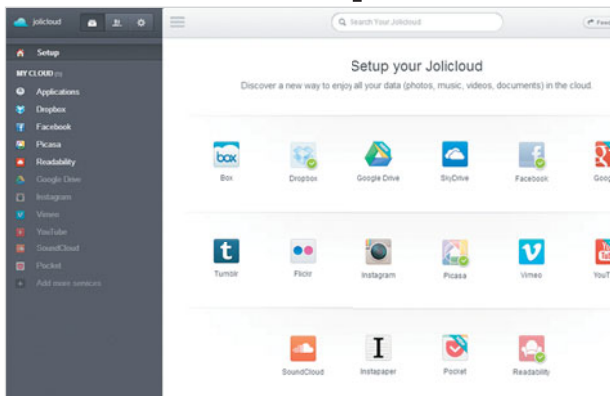 jolicloud
Search Your Jolicloud
Setup
MY CLOUD
Applications
Dropbox
Facebook
Picasa
Readability
Google Drive
Instagram
Vimeo
YouTube
SoundCloud
Pocket
Add more services
Setup your Jolicloud
Discover a new way to enjoy all your data (photos, music, videos, documents) in the cloud.
box
Box
Dropbox
Google Drive
SkyDrive
Facebook
Goog
t
Tumblr
Flickr
Instagram
Picasa
Vimeo
YouT
SoundCloud
Instapaper
Pocket
Readability